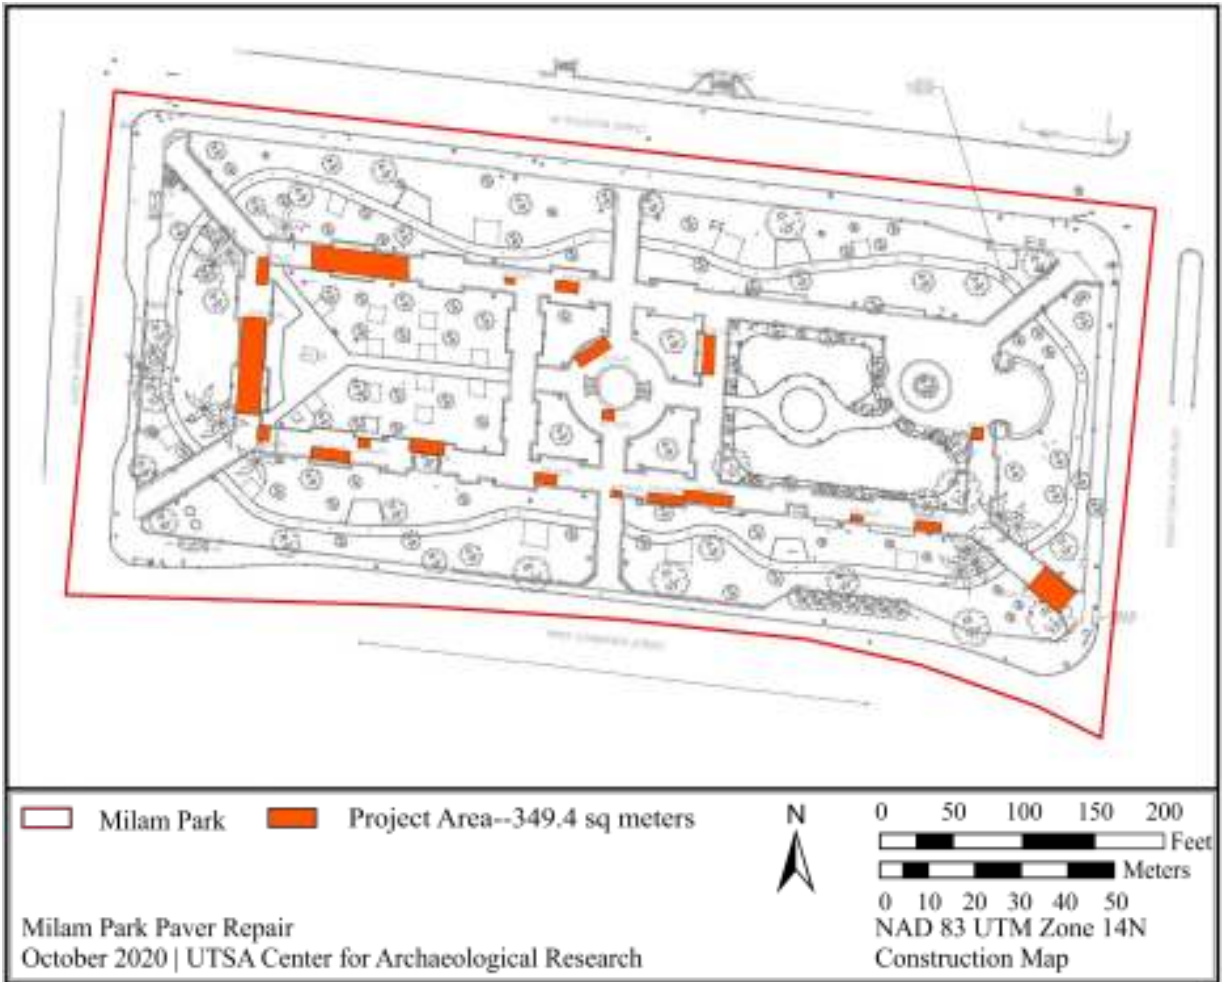 Milam Park
Project Area--349.4 sq meters
N
0 50 100 150 200
Feet
Meters
0 10 20 30 40 50
NAD 83 UTM Zone 14N
Construction Map
Milam Park Paver Repair
October 2020 | UTSA Center for Archaeological Research